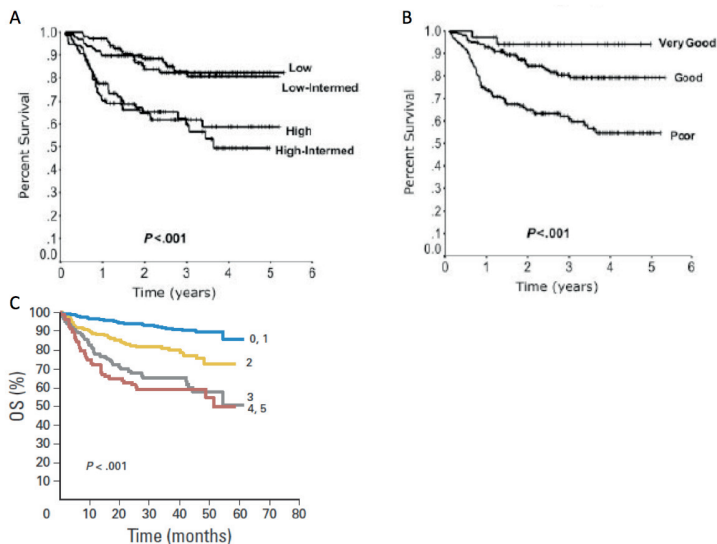 A
Percent Survival
1.0
.9
.8
.7
.6
.5
.4
.3
.2
.1
0.0
Low
Low-Intermed
High
High-Intermed
P<.001
0 1 2 3 4 5 6
Time (years)
B
Percent Survival
1.0
.9
.8
.7
.6
.5
.4
.3
.2
.1
0.0
Very Good
Good
Poor
P<.001
0 1 2 3 4 5 6
Time (years)
C
OS (%)
100
90
80
70
60
50
40
30
20
10
0, 1
2
3
4, 5
P < .001
0 10 20 30 40 50 60 70 80
Time (months)